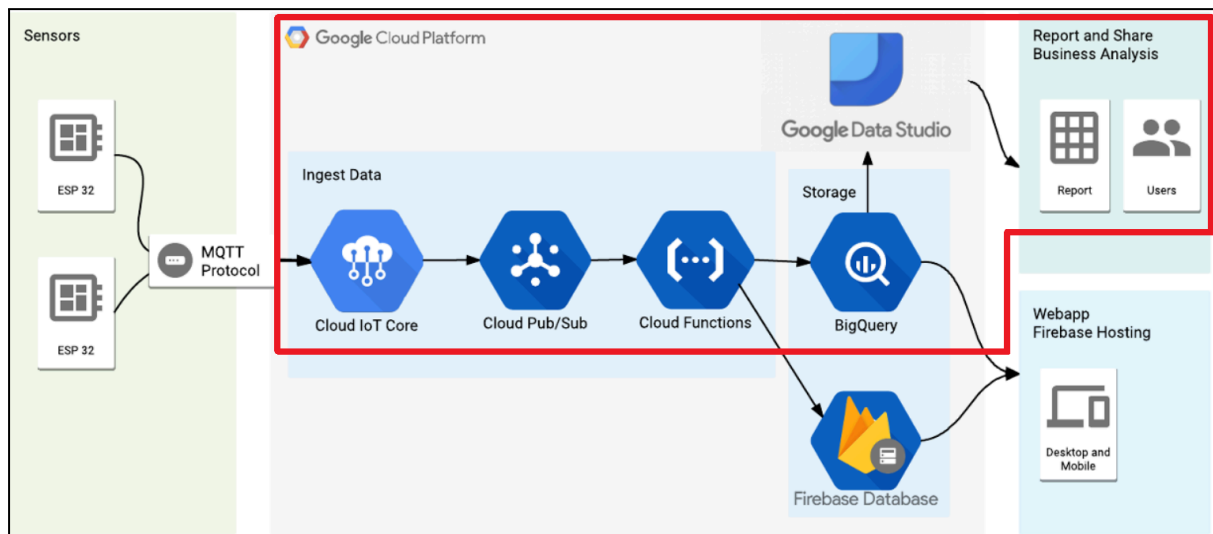 Sensors
ESP 32
ESP 32
MQTT
Protocol
Google Cloud Platform
Ingest Data
Cloud IoT Core
Cloud Pub/Sub
Cloud Functions
Google Data Studio
Storage
BigQuery
Firebase Database
Report and Share
Business Analysis
Report
Users
Webapp
Firebase Hosting
Desktop and
Mobile